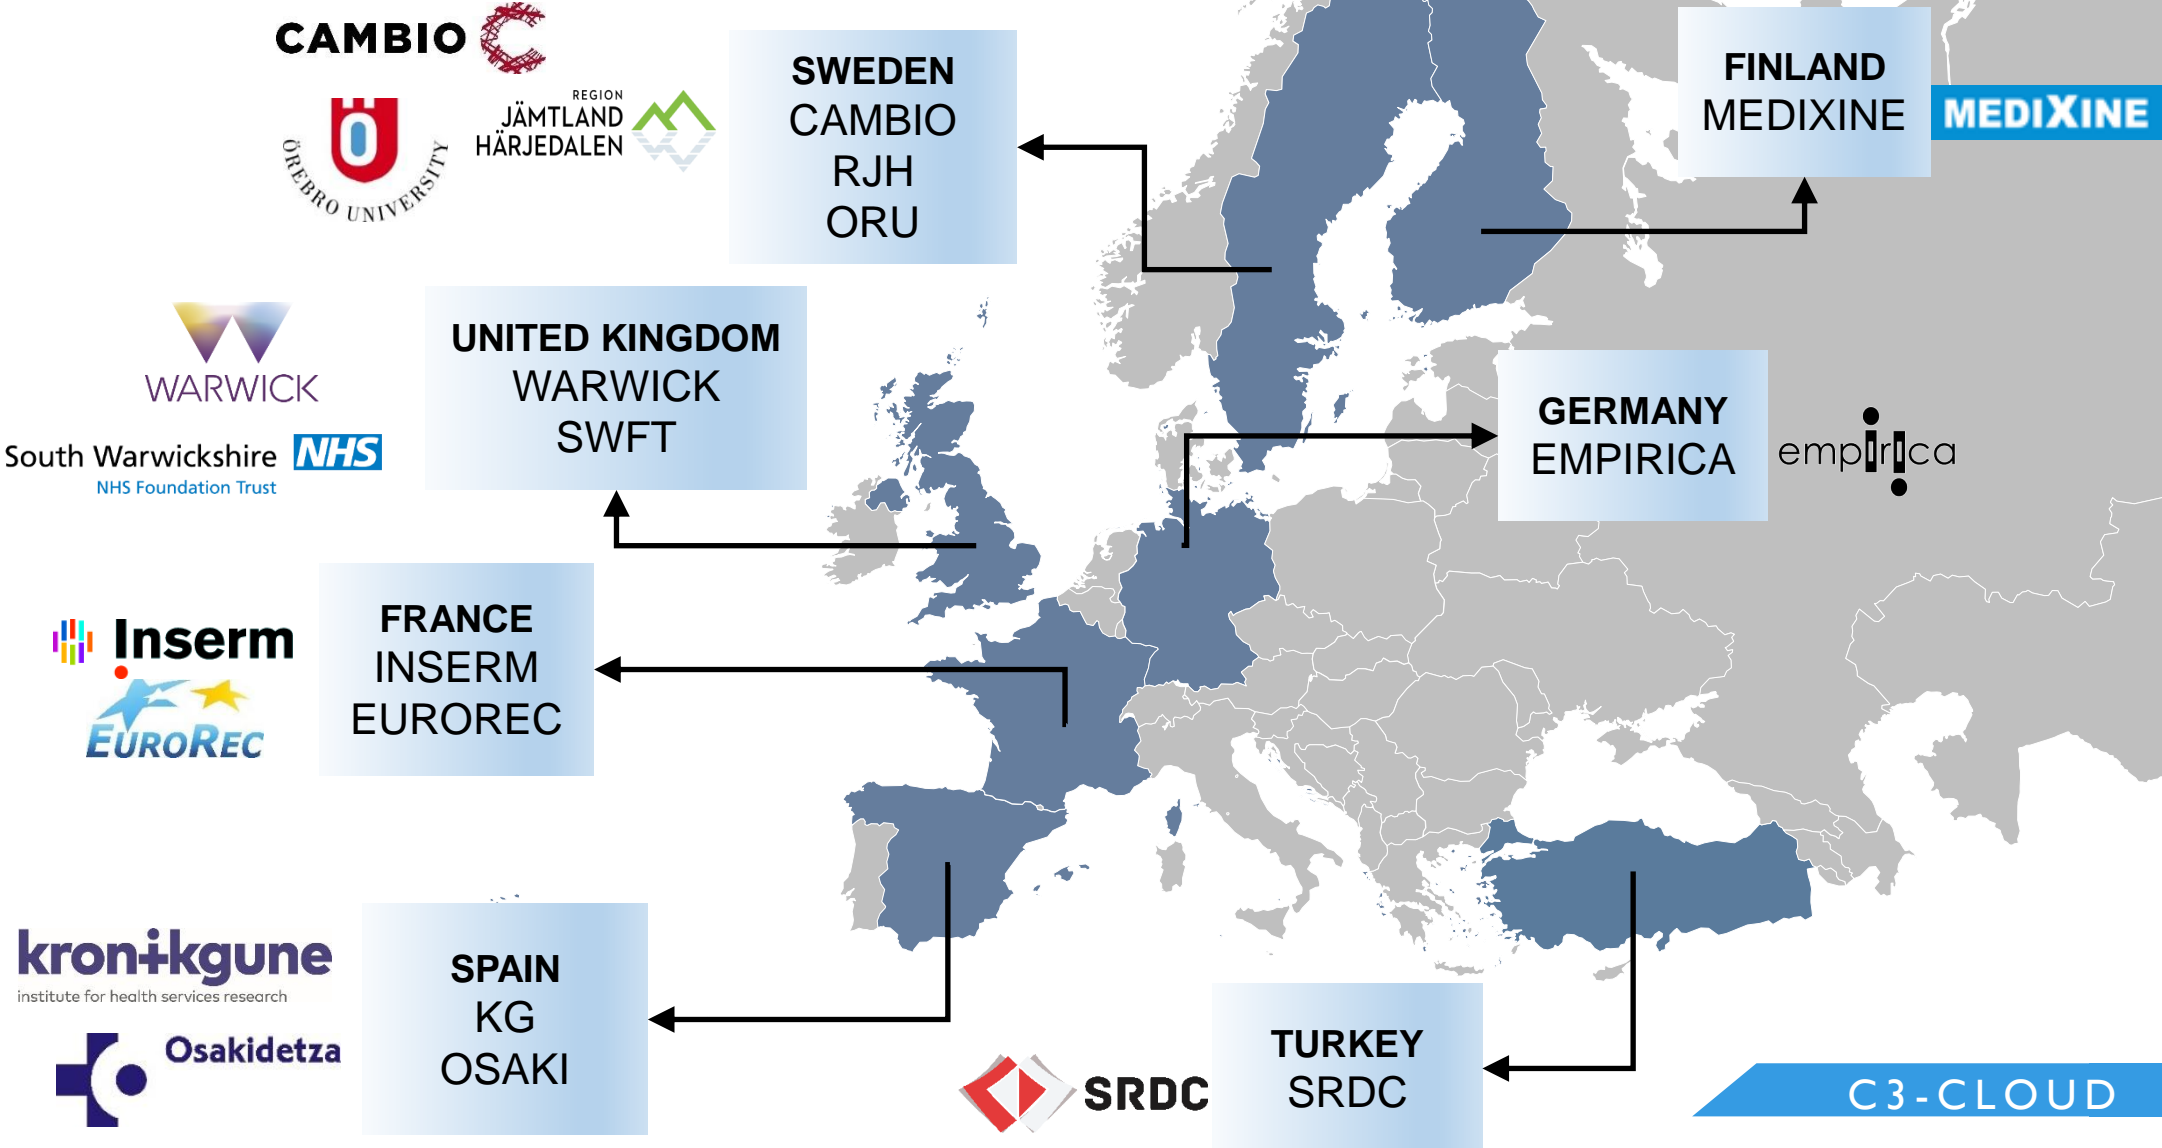 CAMBIO
ÖREBRO UNIVERSITY
REGION
JÄMTLAND
HÄRJEDALEN
SWEDEN
CAMBIO
RJH
ORU
FINLAND
MEDIXINE
MEDIXINE
WARWICK
South Warwickshire NHS
NHS Foundation Trust
UNITED KINGDOM
WARWICK
SWFT
GERMANY
EMPIRICA
empirica
Inserm
EUROREC
FRANCE
INSERM
EUROREC
kronikgune
institute for health services research
Osakidetza
SPAIN
KG
OSAKI
SRDC
TURKEY
SRDC
C3-CLOUD